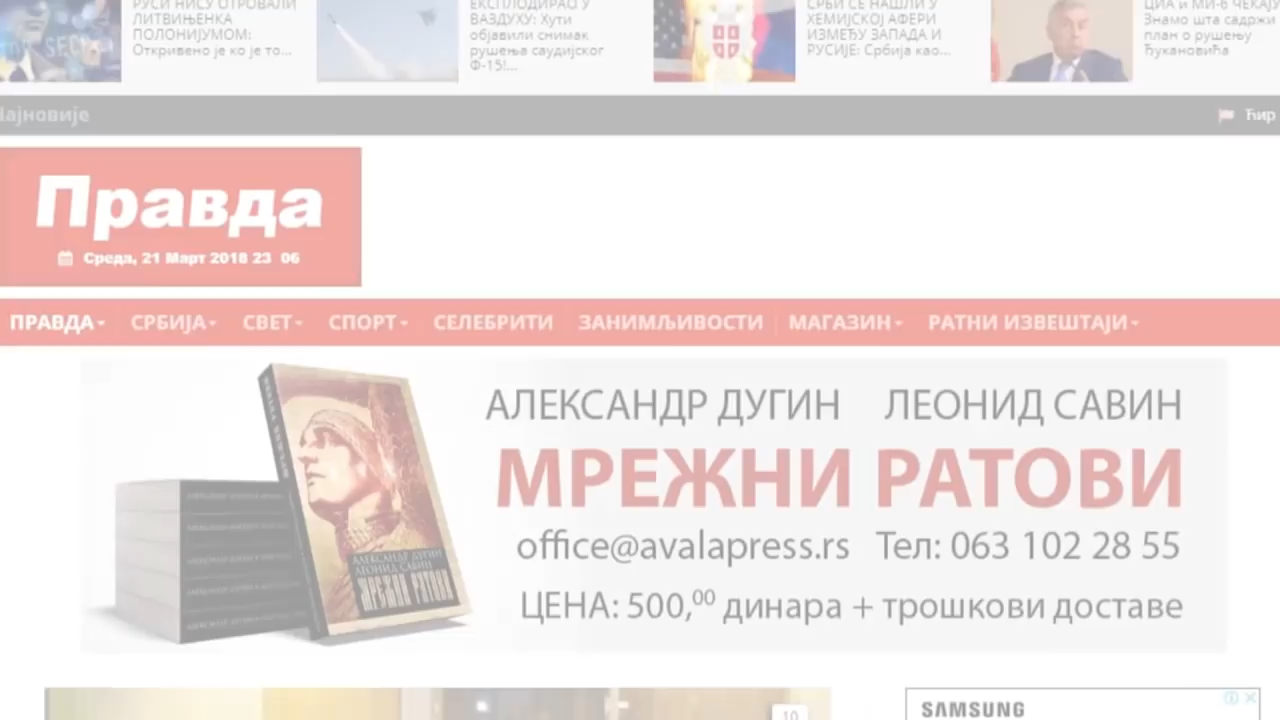 РУСИ НИСУ ОТРОВАЛИ
ЛИТВИЊЕНКА
ПОЛОНИЈУМОМ:
Откривено је ко је то...
ЕКСПЛОДИРАО У
ВАЗДУХУ: Хути
објавили снимак
рушења саудијског
Ф-15!...
СРБИ СЕ НАШЛИ У
ХЕМИЈСКОЈ АФЕРИ
ИЗМЕЂУ ЗАПАДА И
РУСИЈЕ: Србија као...
ЦИА и МИ-6 ЧЕКАЈУ
Знамо шта садржи
план о рушењу
Ђукановића
Најновије
Ћир
Правда
Среда, 21 Март 2018 23 06
ПРАВДА СРБИЈА СВЕТ СПОРТ СЕЛЕБРИТИ ЗАНИМЉИВОСТИ МАГАЗИН РАТНИ ИЗВЕШТАЈИ
АЛЕКСАНДР ДУГИН ЛЕОНИД САВИН
МРЕЖНИ РАТОВИ
office@avalapress.rs Тел: 063 102 28 55
ЦЕНА: 500,00 динара + трошкови доставе
АЛЕКСАНДР ДУГИН
ЛЕОНИД САВИН
МРЕЖНИ РАТОВИ
10
SAMSUNG